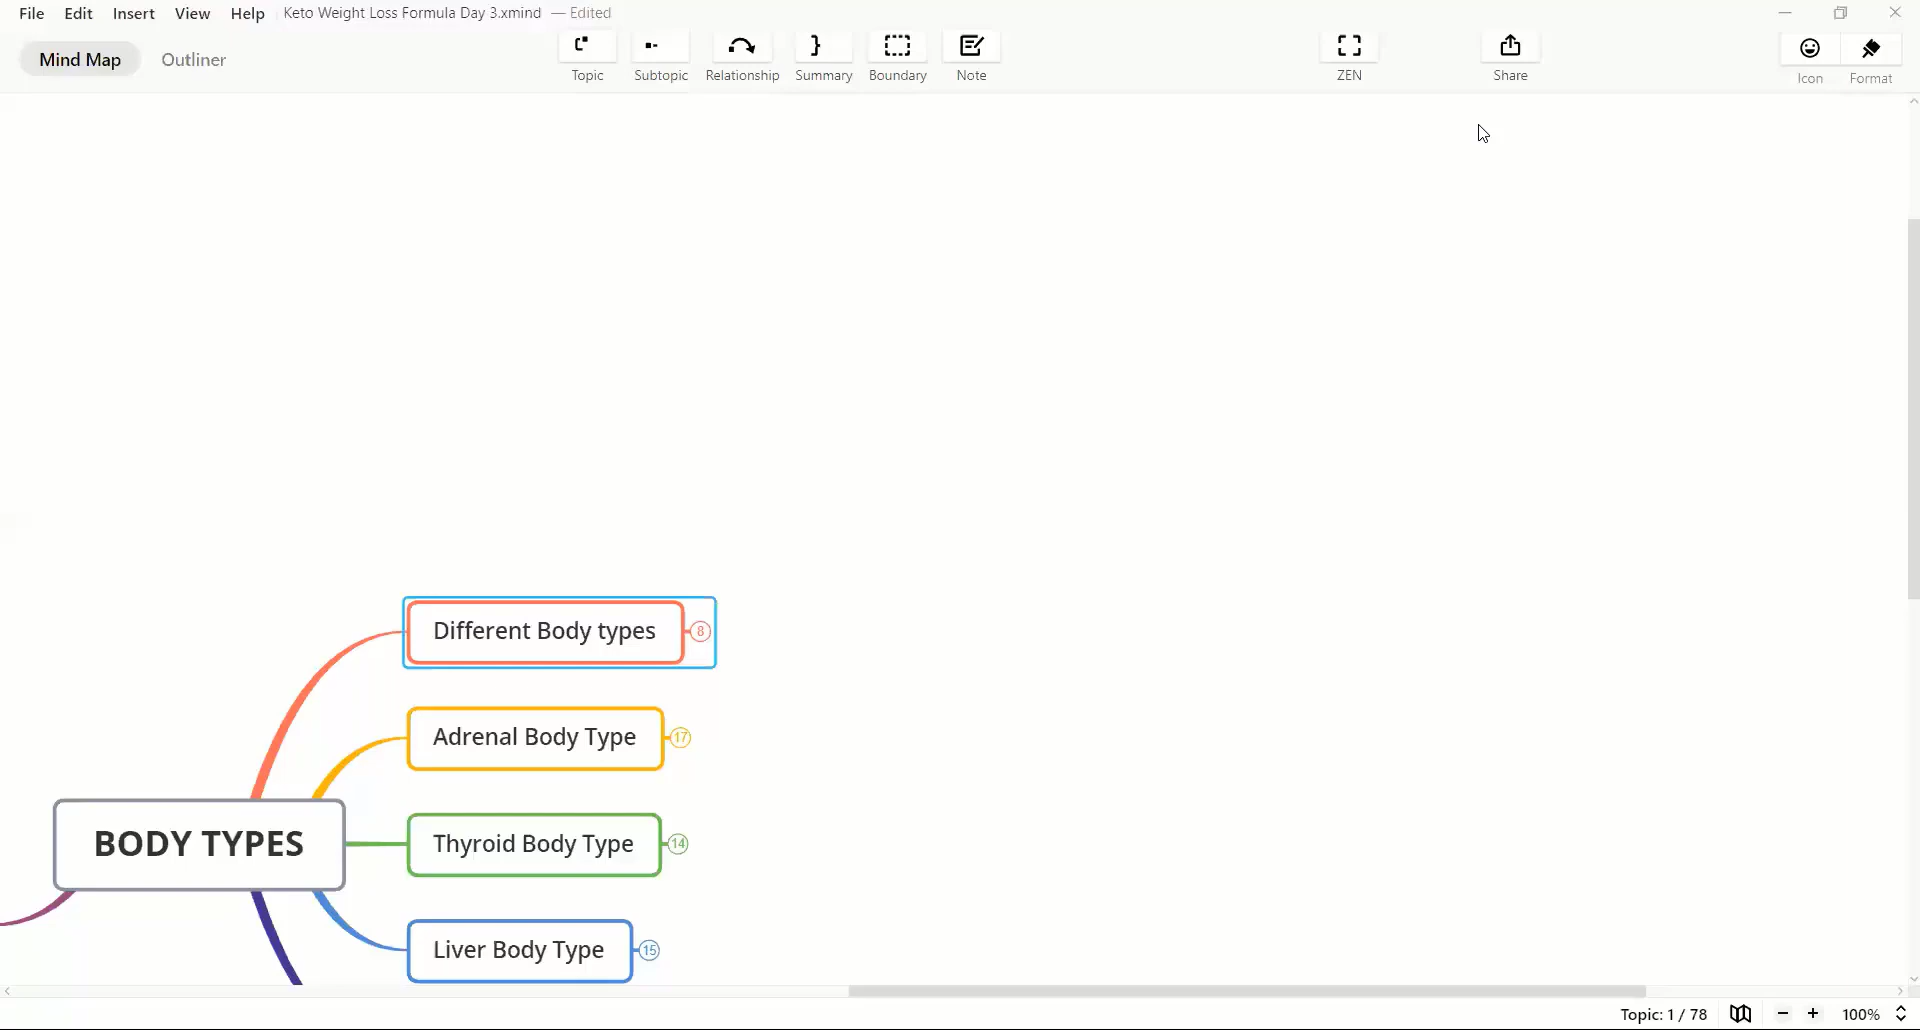 File Edit Insert View Help Keto Weight Loss Formula Day 3.xmind — Edited
Mind Map Outliner
Topic Subtopic Relationship Summary Boundary Note ZEN Share Icon Format
Different Body types 8
Adrenal Body Type 17
BODY TYPES
Thyroid Body Type 14
Liver Body Type 15
Topic: 1 / 78 100%